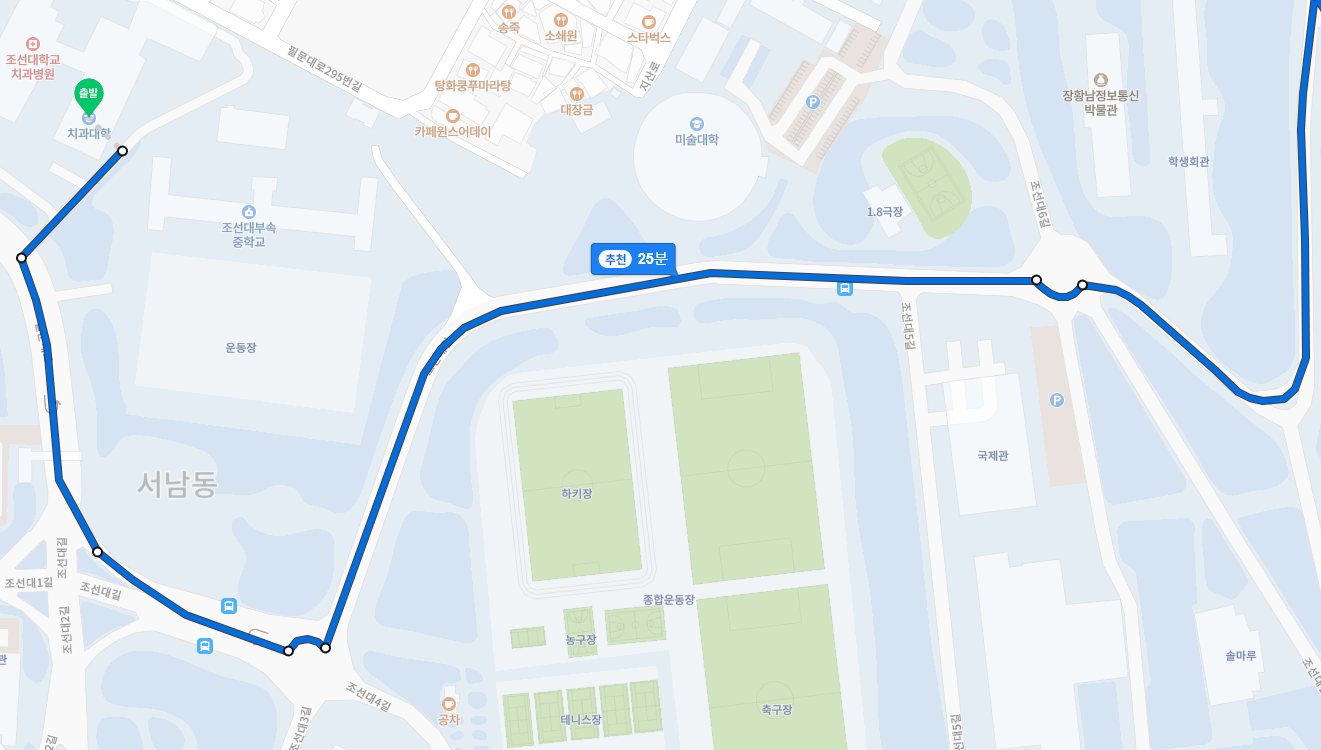 송죽
소쇄원
스타벅스
조선대학교
치과병원
필문대로295번길
자산로
탕화쿵푸마라탕
대장금
출발
치과대학
카페원스어데이
미술대학
P
장황남정보통신
박물관
학생회관
조선대6길
1.8극장
조선대부속
중학교
추천 25분
운동장
조선대5길
P
서남동
하키장
국제관
조선대길
조선대1길
조선대길
조선대2길
종합운동장
농구장
솔마루
관
조선대4길
공차
테니스장
축구장
조선대3길
2길